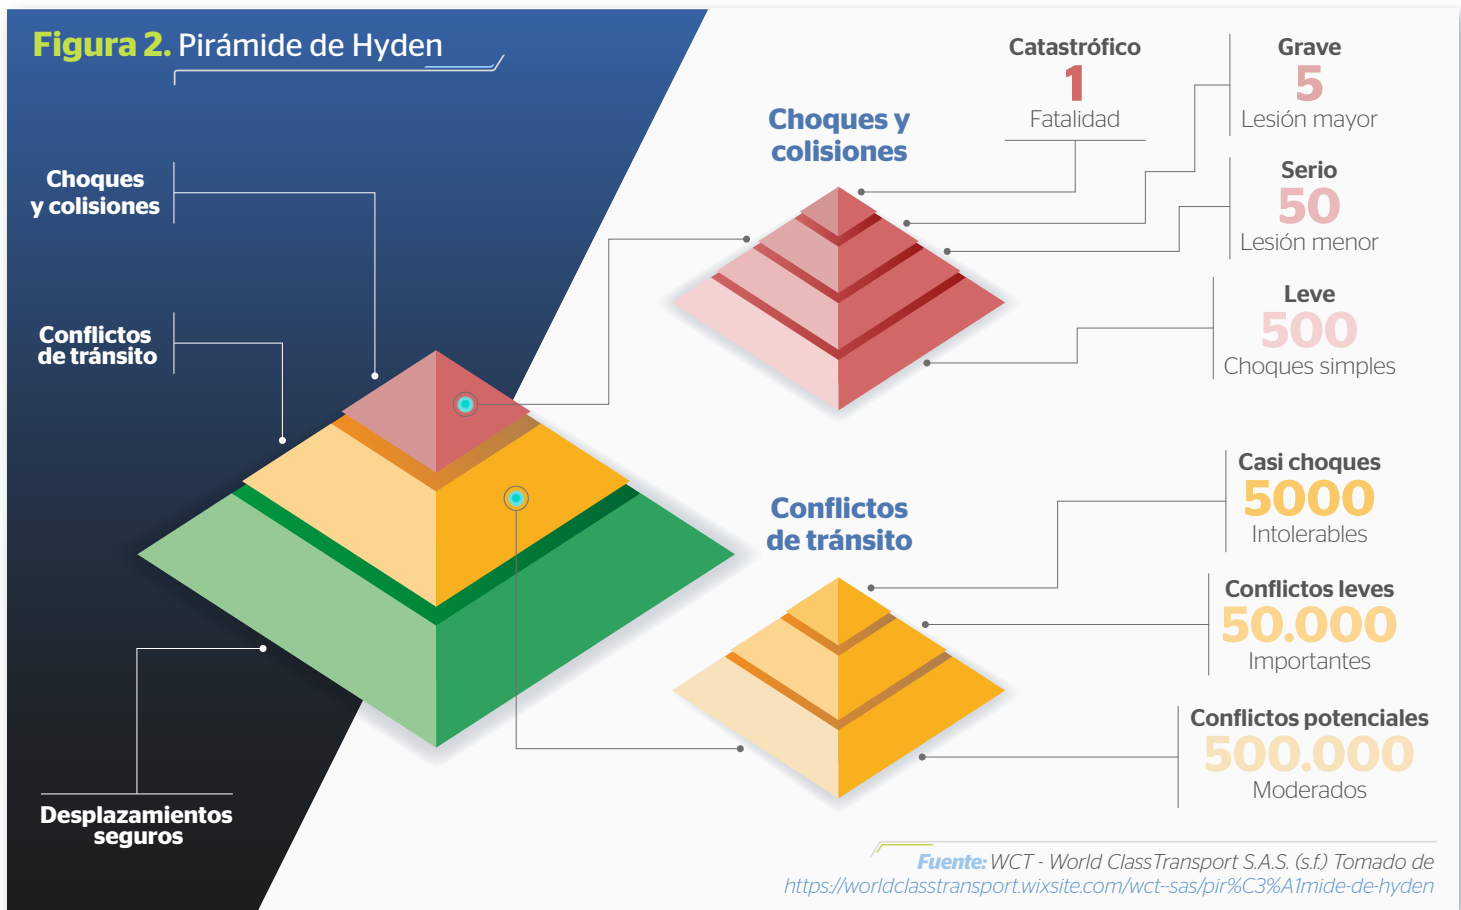 Figura 2. Pirámide de Hyden
Choques
y colisiones
Conflictos
de tránsito
Desplazamientos
seguros
Choques y
colisiones
Catastrófico
1
Fatalidad
Grave
5
Lesión mayor
Serio
50
Lesión menor
Leve
500
Choques simples
Conflictos
de tránsito
Casi choques
5000
Intolerables
Conflictos leves
50.000
Importantes
Conflictos potenciales
500.000
Moderados
Fuente: WCT - World ClassTransport S.A.S. (s.f.) Tomado de
https://worldclasstransport.wixsite.com/wct-sas/pir%C3%A1mide-de-hyden